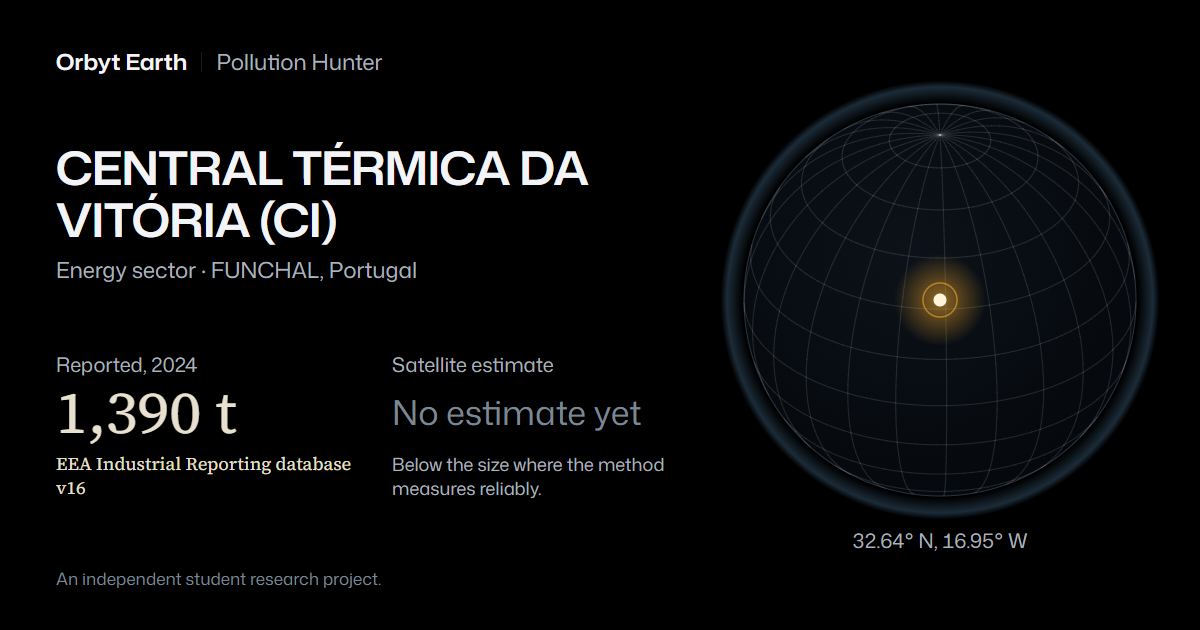 Orbyt Earth | Pollution Hunter
CENTRAL TÉRMICA DA
VITÓRIA (CI)
Energy sector · FUNCHAL, Portugal
Reported, 2024
1,390 t
EEA Industrial Reporting database
v16
Satellite estimate
No estimate yet
Below the size where the method
measures reliably.
32.64° N, 16.95° W
An independent student research project.